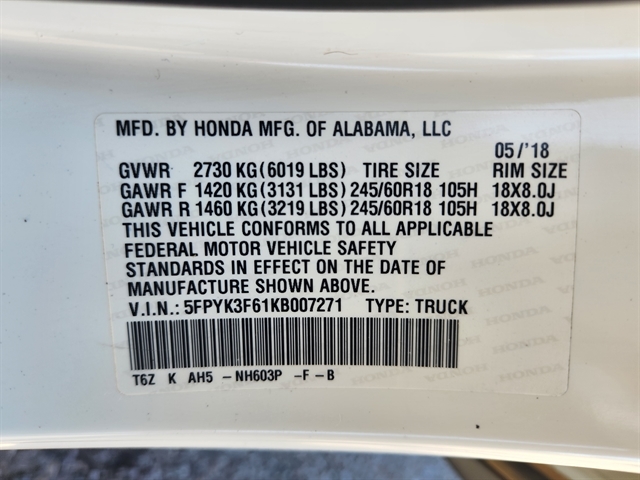 MFD. BY HONDA MFG. OF ALABAMA, LLC
05/'18
GVWR 2730 KG (6019 LBS) TIRE SIZE RIM SIZE
GAWR F 1420 KG (3131 LBS) 245/60R18 105H 18X8.0J
GAWR R 1460 KG (3219 LBS) 245/60R18 105H 18X8.0J
THIS VEHICLE CONFORMS TO ALL APPLICABLE
FEDERAL MOTOR VEHICLE SAFETY
STANDARDS IN EFFECT ON THE DATE OF
MANUFACTURE SHOWN ABOVE.
V.I.N.: 5FPYK3F61KB007271 TYPE: TRUCK
T6Z K AH5 -NH603P -F-B